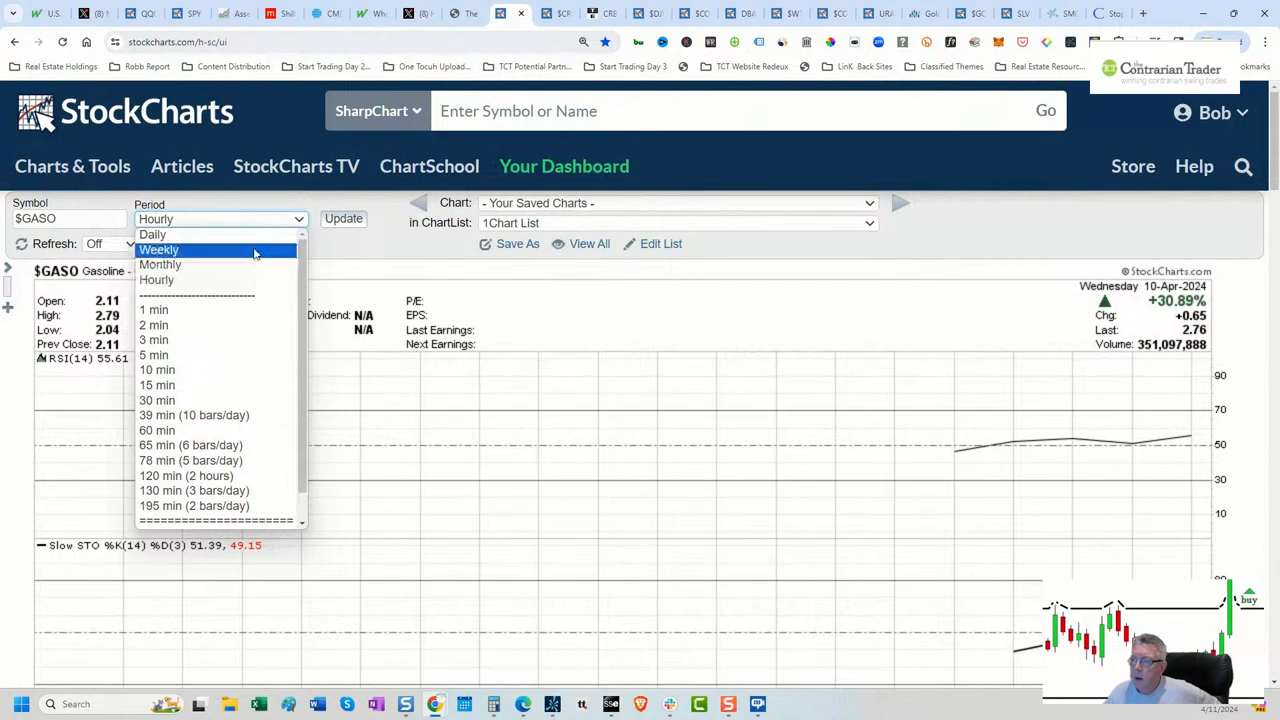 stockcharts.com/h-sc/ui
Real Estate Holdings
Robb Report
Content Distribution
Start Trading Day 2...
One Totuch Upload-...
TCT Potential Partn...
Start Trading Day 3
TCT Website Redes...
LinK. Back Sites
Classified Themes
Real Estate Resourc...
TCT
the
Contrarian Trader
winning contrarian swing trades
StockCharts
SharpChart
Enter Symbol or Name
Go
Bob
Charts & Tools
Articles
StockCharts TV
ChartSchool
Your Dashboard
Store
Help
Symbol
Period
$GASO
Hourly
Update
Chart:
- Your Saved Charts -
in ChartList:
1Chart List
Refresh:
Off
Save As
View All
Edit List
Daily
Weekly
Monthly
Hourly
-----------------------------
1 min
2 min
3 min
5 min
10 min
15 min
30 min
39 min (10 bars/day)
60 min
65 min (6 bars/day)
78 min (5 bars/day)
120 min (2 hours)
130 min (3 bars/day)
195 min (2 bars/day)
======================
$GASO Gasoline -
© StockCharts.com
Wednesday 10-Apr-2024
Open: 2.11
High: 2.79
Low: 2.04
Prev Close: 2.11
Dividend: N/A
N/A
P/E:
EPS:
Last Earnings:
Next Earnings:
+30.89%
Chg: +0.65
Last: 2.76
Volume: 351,097,888
RSI(14) 55.61
90
70
50
30
10
Slow STO %K(14) %D(3) 51.39, 49.15
buy
Search
4/11/2024